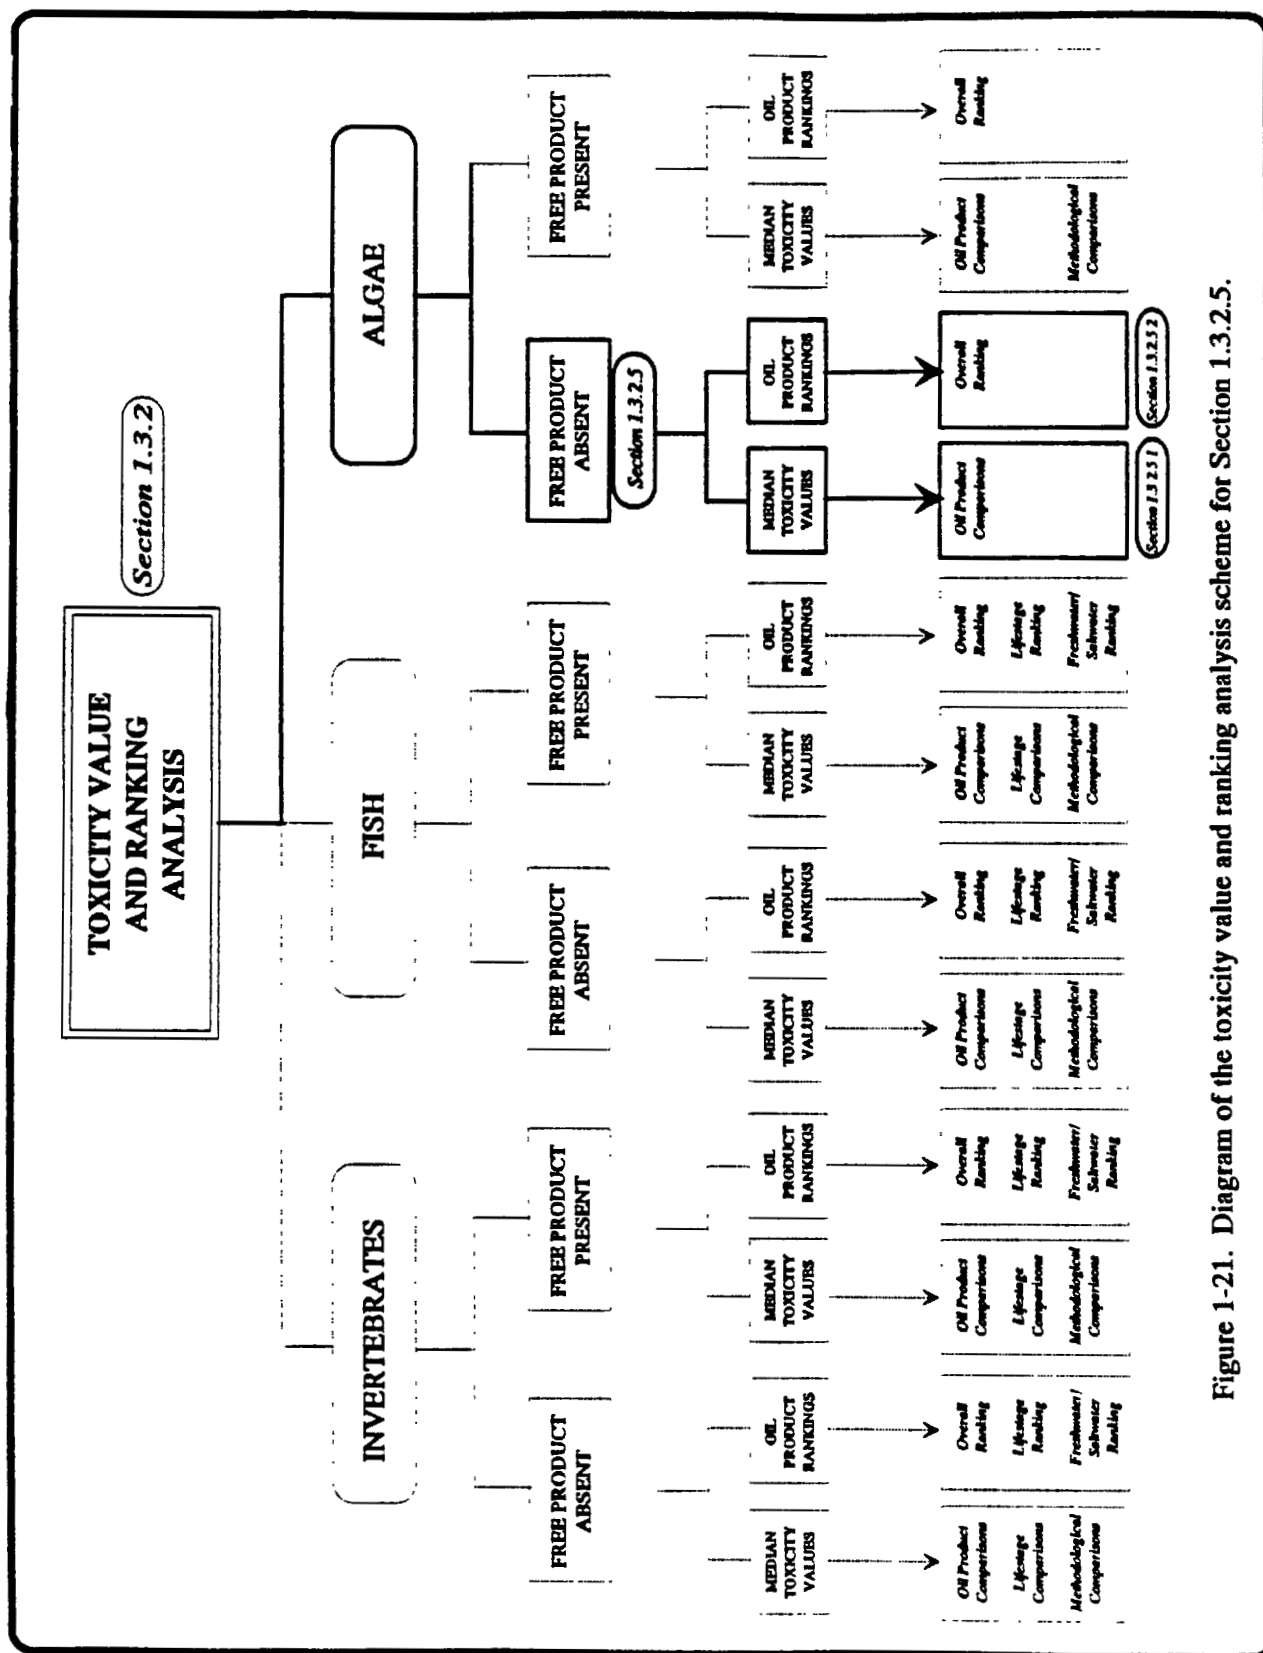 TOXICITY VALUE
AND RANKING
ANALYSIS
Section 1.3.2
INVERTEBRATES
FISH
ALGAE
FREE PRODUCT
ABSENT
FREE PRODUCT
PRESENT
FREE PRODUCT
ABSENT
FREE PRODUCT
PRESENT
FREE PRODUCT
ABSENT
Section 1.3.2.5
FREE PRODUCT
PRESENT
MEDIAN
TOXICITY
VALUES
OIL
PRODUCT
RANKINGS
MEDIAN
TOXICITY
VALUES
OIL
PRODUCT
RANKINGS
MEDIAN
TOXICITY
VALUES
OIL
PRODUCT
RANKINGS
MEDIAN
TOXICITY
VALUES
OIL
PRODUCT
RANKINGS
MEDIAN
TOXICITY
VALUES
OIL
PRODUCT
RANKINGS
MEDIAN
TOXICITY
VALUES
OIL
PRODUCT
RANKINGS
Oil Product
Comparisons
Lifestage
Comparisons
Methodological
Comparisons
Overall
Ranking
Lifestage
Ranking
Freshwater/
Saltwater
Ranking
Oil Product
Comparisons
Lifestage
Comparisons
Methodological
Comparisons
Overall
Ranking
Lifestage
Ranking
Freshwater/
Saltwater
Ranking
Oil Product
Comparisons
Lifestage
Comparisons
Methodological
Comparisons
Overall
Ranking
Lifestage
Ranking
Freshwater/
Saltwater
Ranking
Oil Product
Comparisons
Lifestage
Comparisons
Methodological
Comparisons
Overall
Ranking
Lifestage
Ranking
Freshwater/
Saltwater
Ranking
Oil Product
Comparisons
Section 1.3 2 5 1
Overall
Ranking
Section 1.3.2.5 2
Oil Product
Comparisons
Methodological
Comparisons
Overall
Ranking
Figure 1-21. Diagram of the toxicity value and ranking analysis scheme for Section 1.3.2.5.